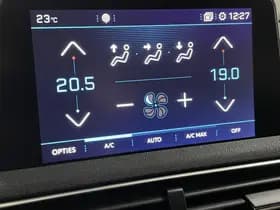 23°C 12:27
20.5 19.0
OPTIES A/C AUTO A/C MAX OFF